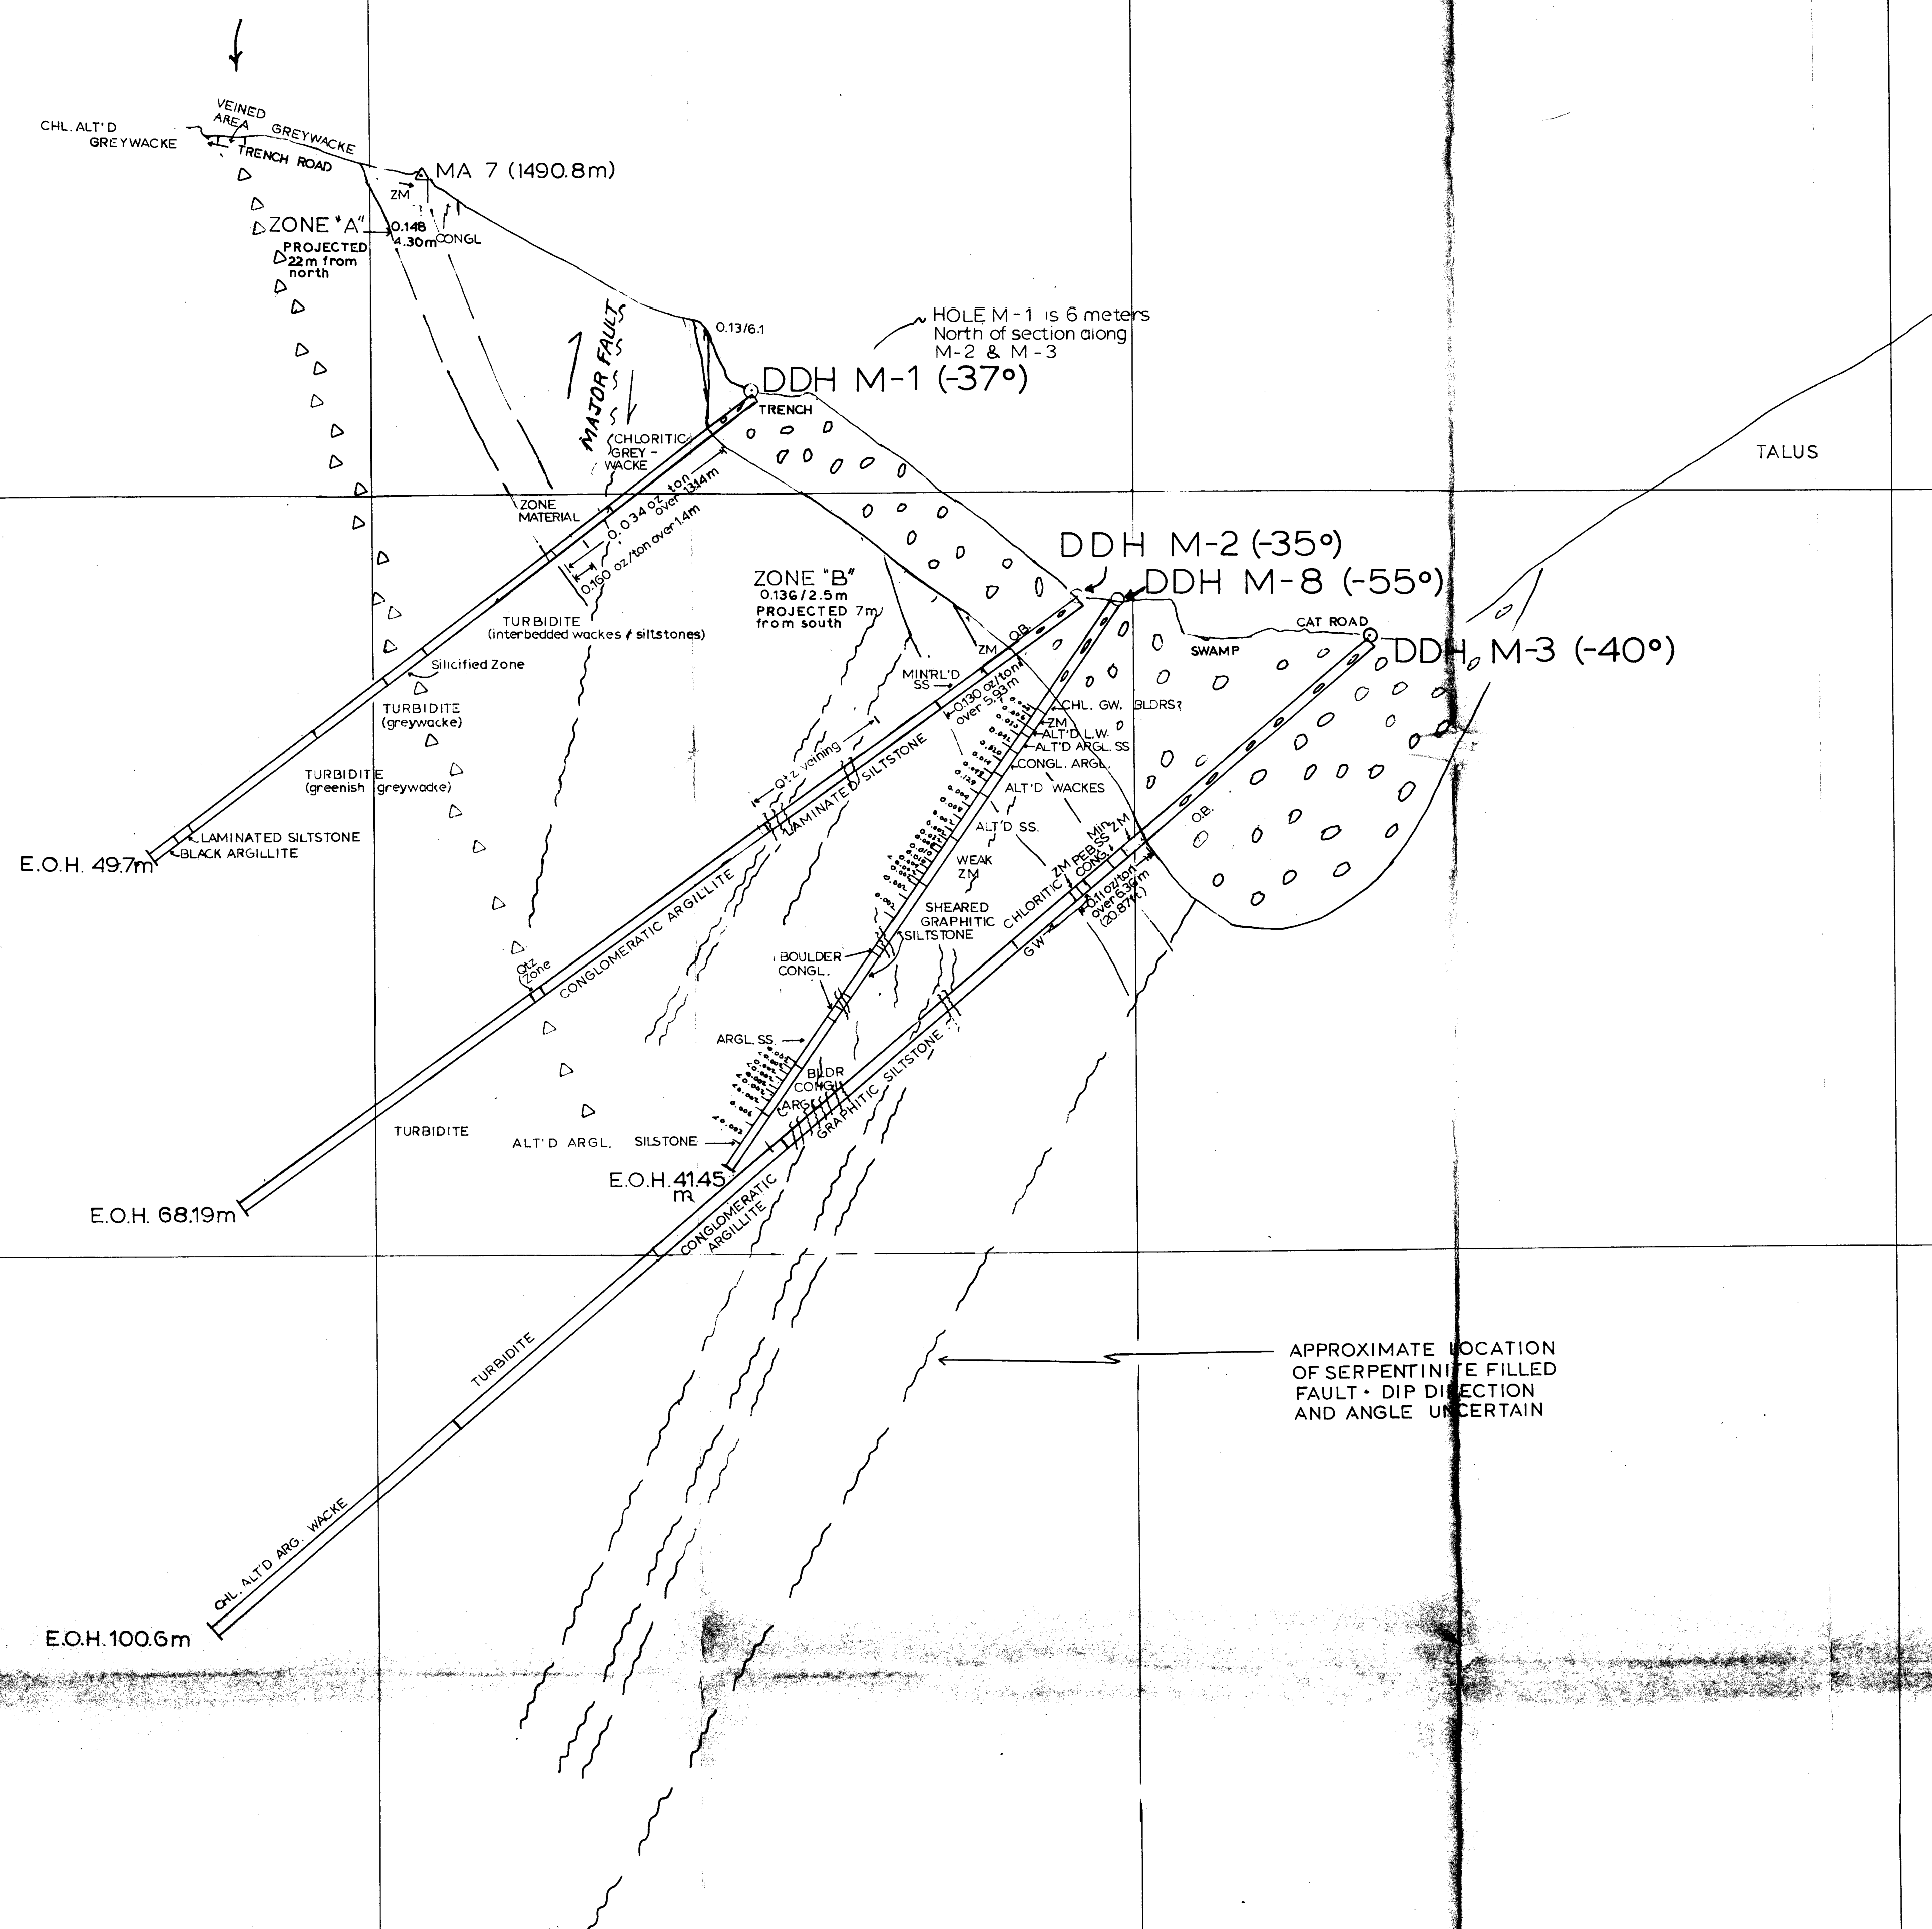 VEINED
AREA
GREYWACKE
CHL. ALT'D
GREYWACKE
TRENCH ROAD
MA 7 (1490.8m)
ZM
ZONE "A"
0.148
4.30m
CONGL
PROJECTED
22m from
north
MAJOR FAULT
0.13/6.1
HOLE M-1 is 6 meters
North of section along
M-2 & M-3
DDH M-1 (-37°)
TRENCH
CHLORITIC
GREY-
WACKE
TALUS
ZONE
MATERIAL
0.034 oz ton
over 13.14m
0.160 oz/ton over 1.4m
DDH M-2 (-35°)
DDH M-8 (-55°)
ZONE "B"
0.136/2.5m
PROJECTED 7m
from south
TURBIDITE
(interbedded wackes & siltstones)
CAT ROAD
SWAMP
DDH M-3 (-40°)
O.B.
ZM
Silicified Zone
MIN'RL'D
SS
0.130 oz/ton
over 5.93m
TURBIDITE
(greywacke)
CHL. GW. BLDRS?
ZM
ALT'D L.W.
ALT'D ARGL. SS
CONGL. ARGL.
Qtz veining
LAMINATED SILTSTONE
TURBIDITE
(greenish greywacke)
ALT'D WACKES
ALT'D SS.
O.B.
LAMINATED SILTSTONE
BLACK ARGILLITE
E.O.H. 49.7m
WEAK
ZM
Min. SS ZM
ZM PEB.
CONG.
0.11 oz/ton
over 6.36m
(20.87ft)
CHLORITIC
GW
SHEARED
GRAPHITIC
SILTSTONE
CONGLOMERATIC ARGILLITE
Qtz
Zone
BOULDER
CONGL.
ARGL. SS.
BLDR
CONGL
ARGL
GRAPHITIC SILTSTONE
TURBIDITE
ALT'D ARGL.
SILSTONE
E.O.H. 41.45
m
E.O.H. 68.19m
CONGLOMERATIC
ARGILLITE
TURBIDITE
APPROXIMATE LOCATION
OF SERPENTINITE FILLED
FAULT • DIP DIRECTION
AND ANGLE UNCERTAIN
CHL. ALT'D ARG. WACKE
E.O.H. 100.6m